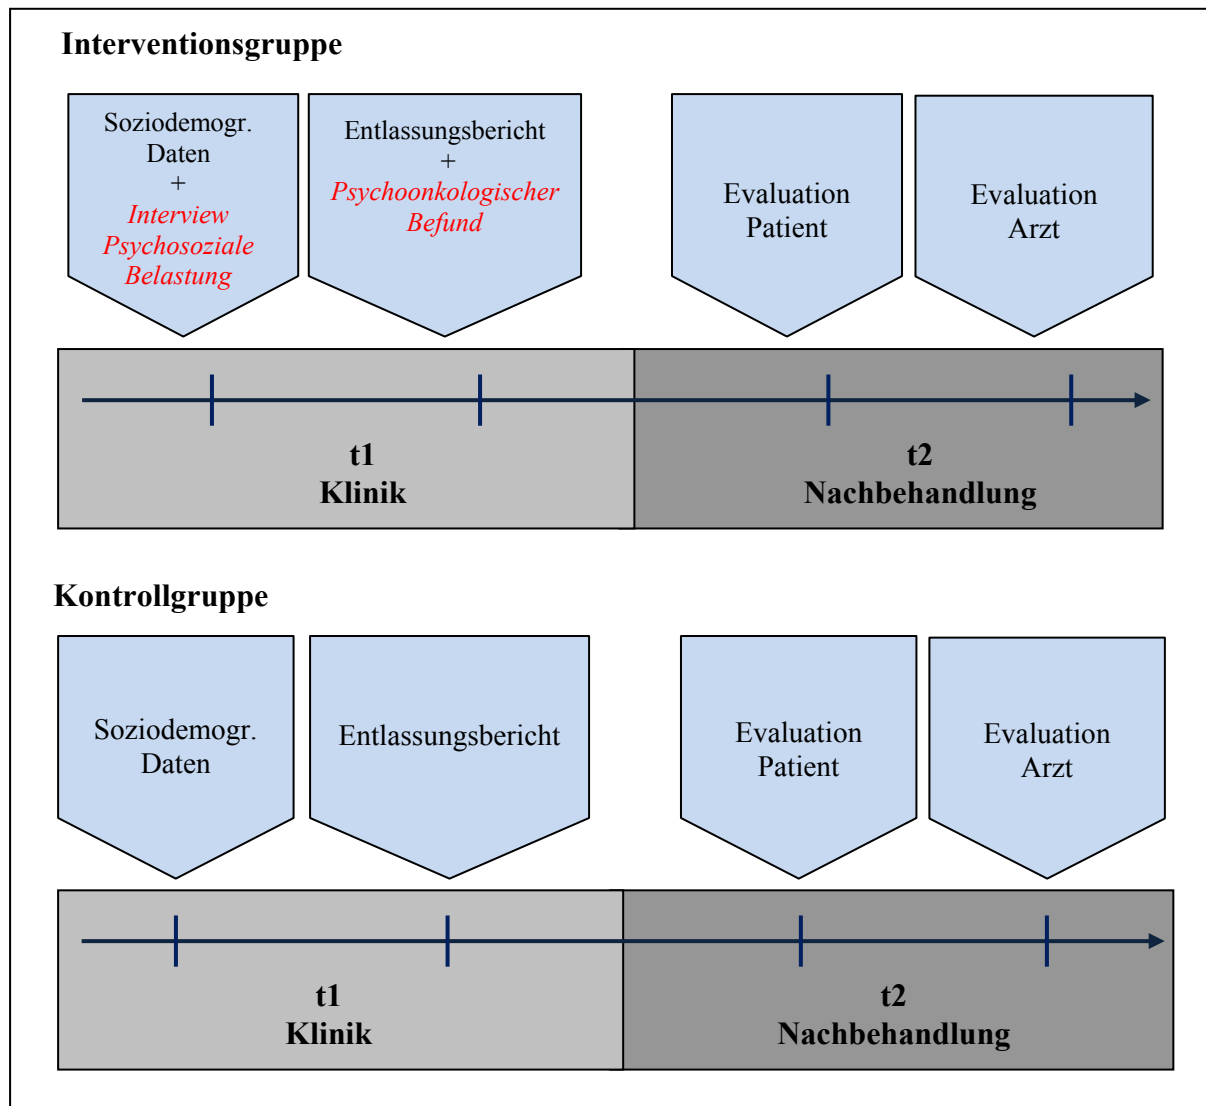 Interventionsgruppe
Soziodemogr.
Daten
+
Interview
Psychosoziale
Belastung
Entlassungsbericht
+
Psychoonkologischer
Befund
Evaluation
Patient
Evaluation
Arzt
t1
Klinik
t2
Nachbehandlung
Kontrollgruppe
Soziodemogr.
Daten
Entlassungsbericht
Evaluation
Patient
Evaluation
Arzt
t1
Klinik
t2
Nachbehandlung